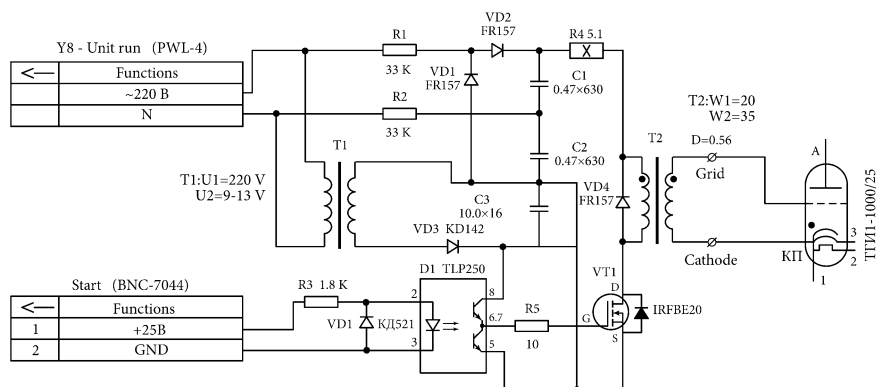 Y8 - Unit run (PWL-4)
Functions
~220 В
N
R1
33 K
R2
33 K
VD2
FR157
VD1
FR157
R4 5.1
C1
0.47×630
C2
0.47×630
C3
10.0×16
T1
T1:U1=220 V
U2=9-13 V
VD3 KD142
T2:W1=20
W2=35
T2
D=0.56
VD4
FR157
Grid
Cathode
A
КП
3
2
1
ТГИ1-1000/25
Start (BNC-7044)
Functions
1 +25В
2 GND
R3 1.8 K
VD1 КД521
D1 TLP250
2
3
8
6.7
5
R5
10
VT1
D
G
S
IRFBE20